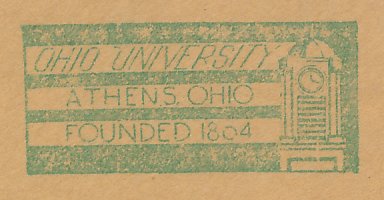 OHIO UNIVERSITY
ATHENS, OHIO
FOUNDED 1804